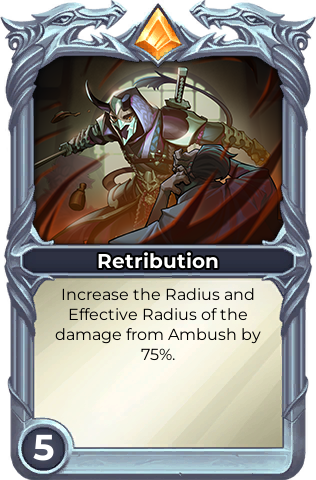 Retribution
Increase the Radius and
Effective Radius of the
damage from Ambush by
75%.
5